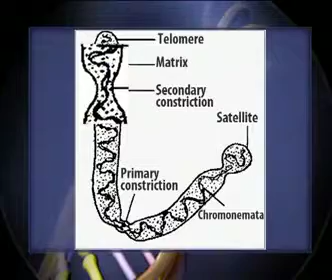 Telomere
Matrix
Secondary
constriction
Satellite
Primary
constriction
Chromonemata